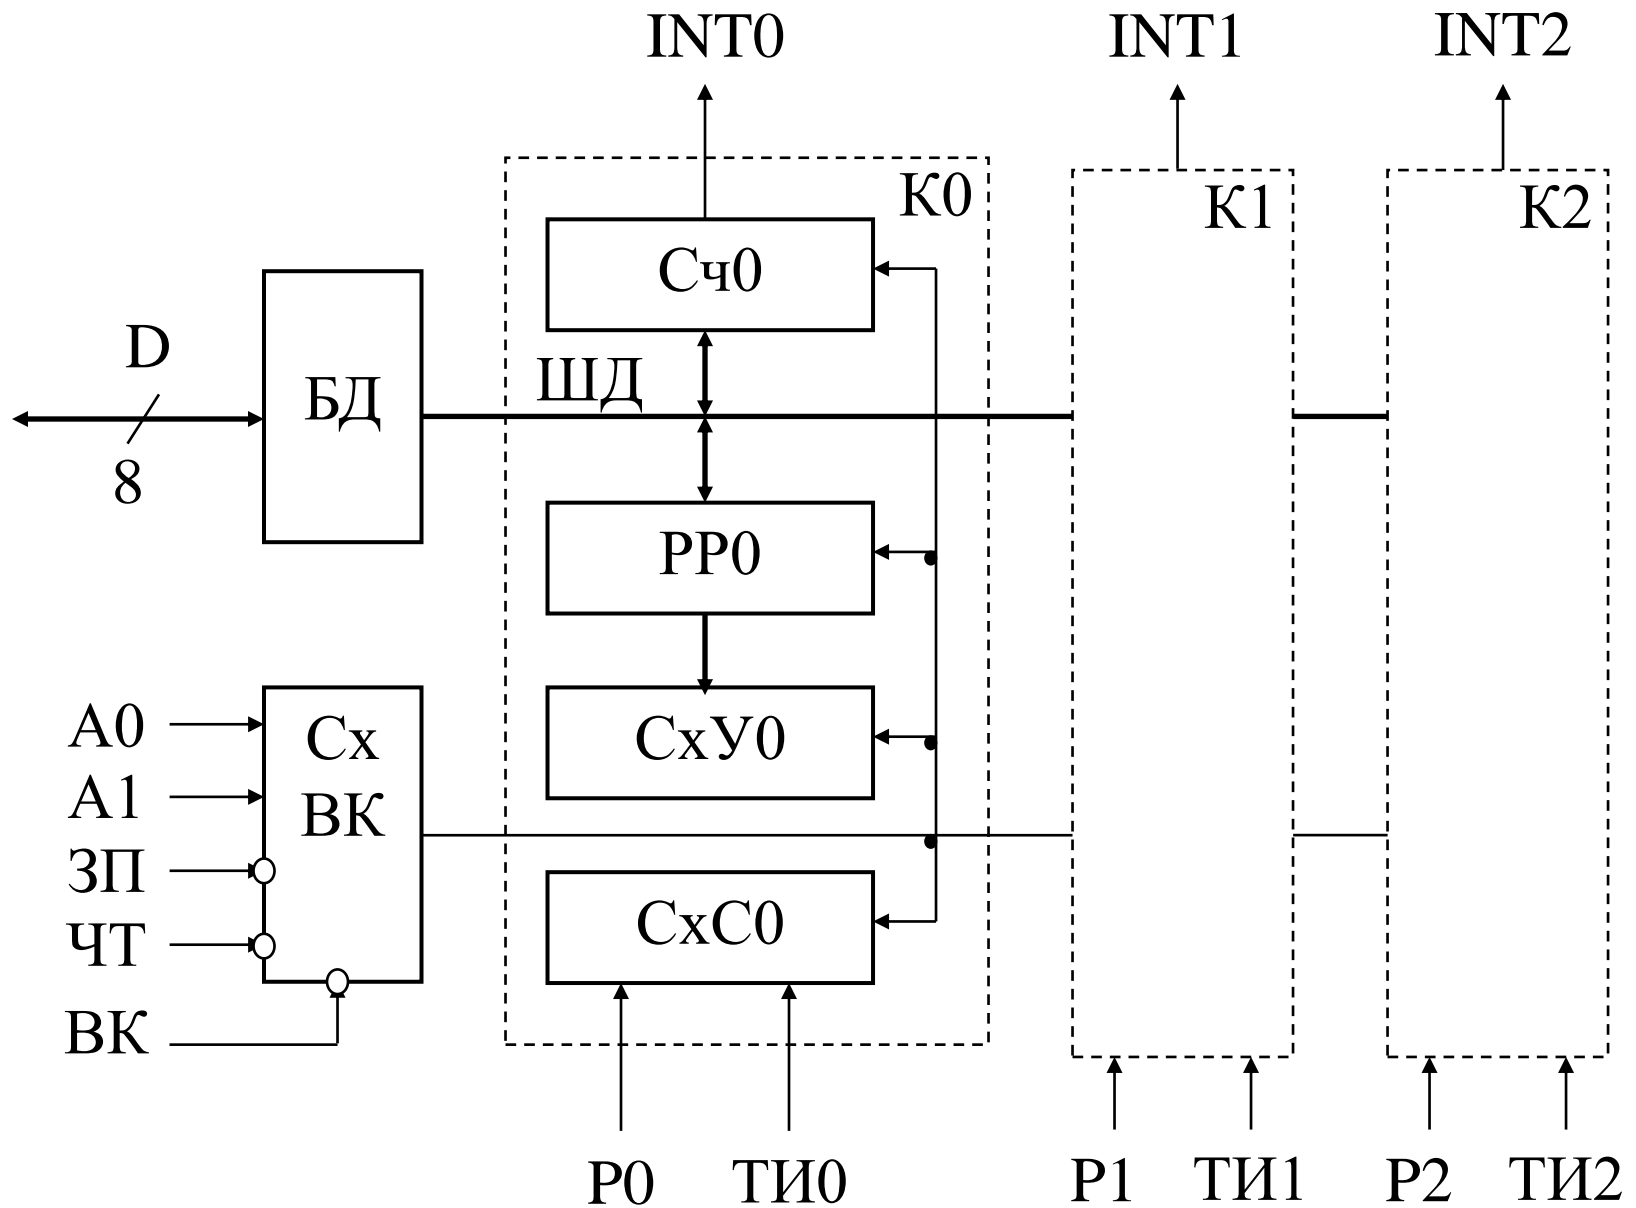 INT0
INT1
INT2
К0
К1
К2
Сч0
D
8
БД
ШД
РР0
СхУ0
А0
А1
ЗП
ЧТ
ВК
Сх
ВК
СхС0
Р0
ТИ0
Р1
ТИ1
Р2
ТИ2